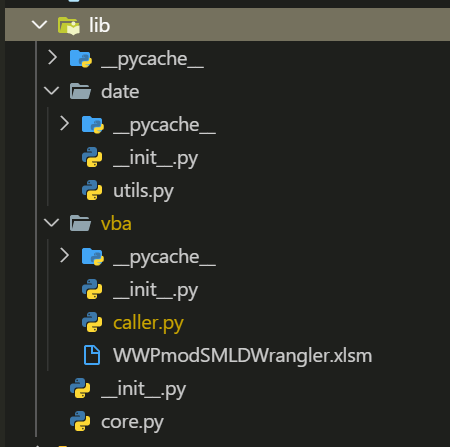 lib
__pycache__
date
__pycache__
__init__.py
utils.py
vba
__pycache__
__init__.py
caller.py
WWPmodSMLDWrangler.xlsm
__init__.py
core.py